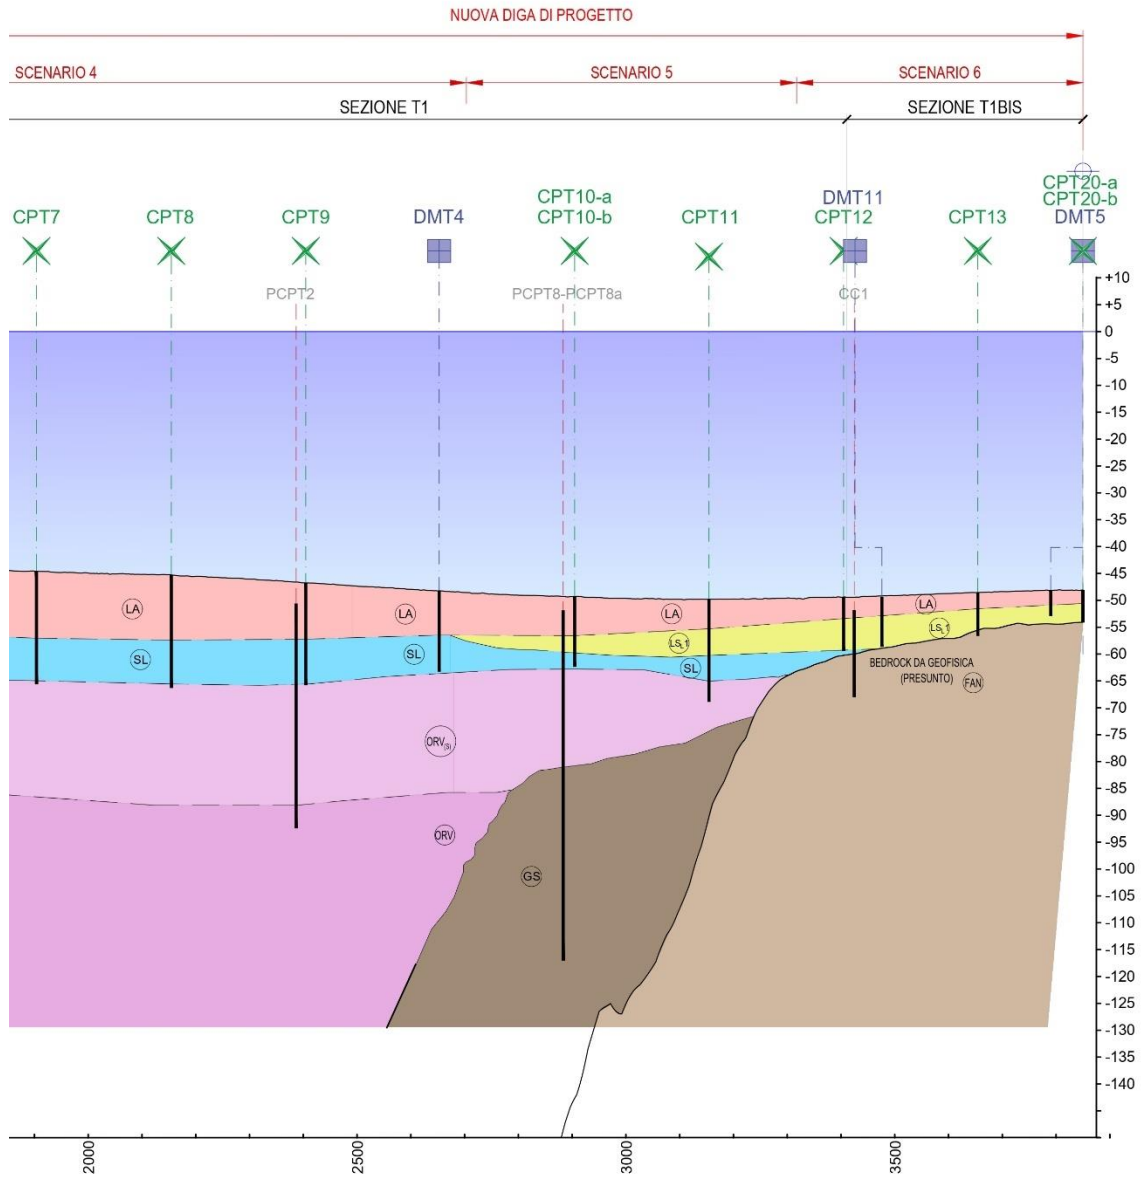 NUOVA DIGA DI PROGETTO
SCENARIO 4
SCENARIO 5
SCENARIO 6
SEZIONE T1
SEZIONE T1BIS
CPT7
CPT8
CPT9
DMT4
CPT10-a
CPT10-b
CPT11
DMT11
CPT12
CPT13
CPT20-a
CPT20-b
DMT5
PCPT2
PCPT8-PCPT8a
CC1
+10
+5
0
-5
-10
-15
-20
-25
-30
-35
-40
-45
-50
-55
-60
-65
-70
-75
-80
-85
-90
-95
-100
-105
-110
-115
-120
-125
-130
-135
-140
LA
LA
LA
LA
SL
SL
SL
LS_L1
LS_L1
BEDROCK DA GEOFISICA
(PRESUNTO)
FAN
ORV(S)
ORV
GS
2000
2500
3000
3500